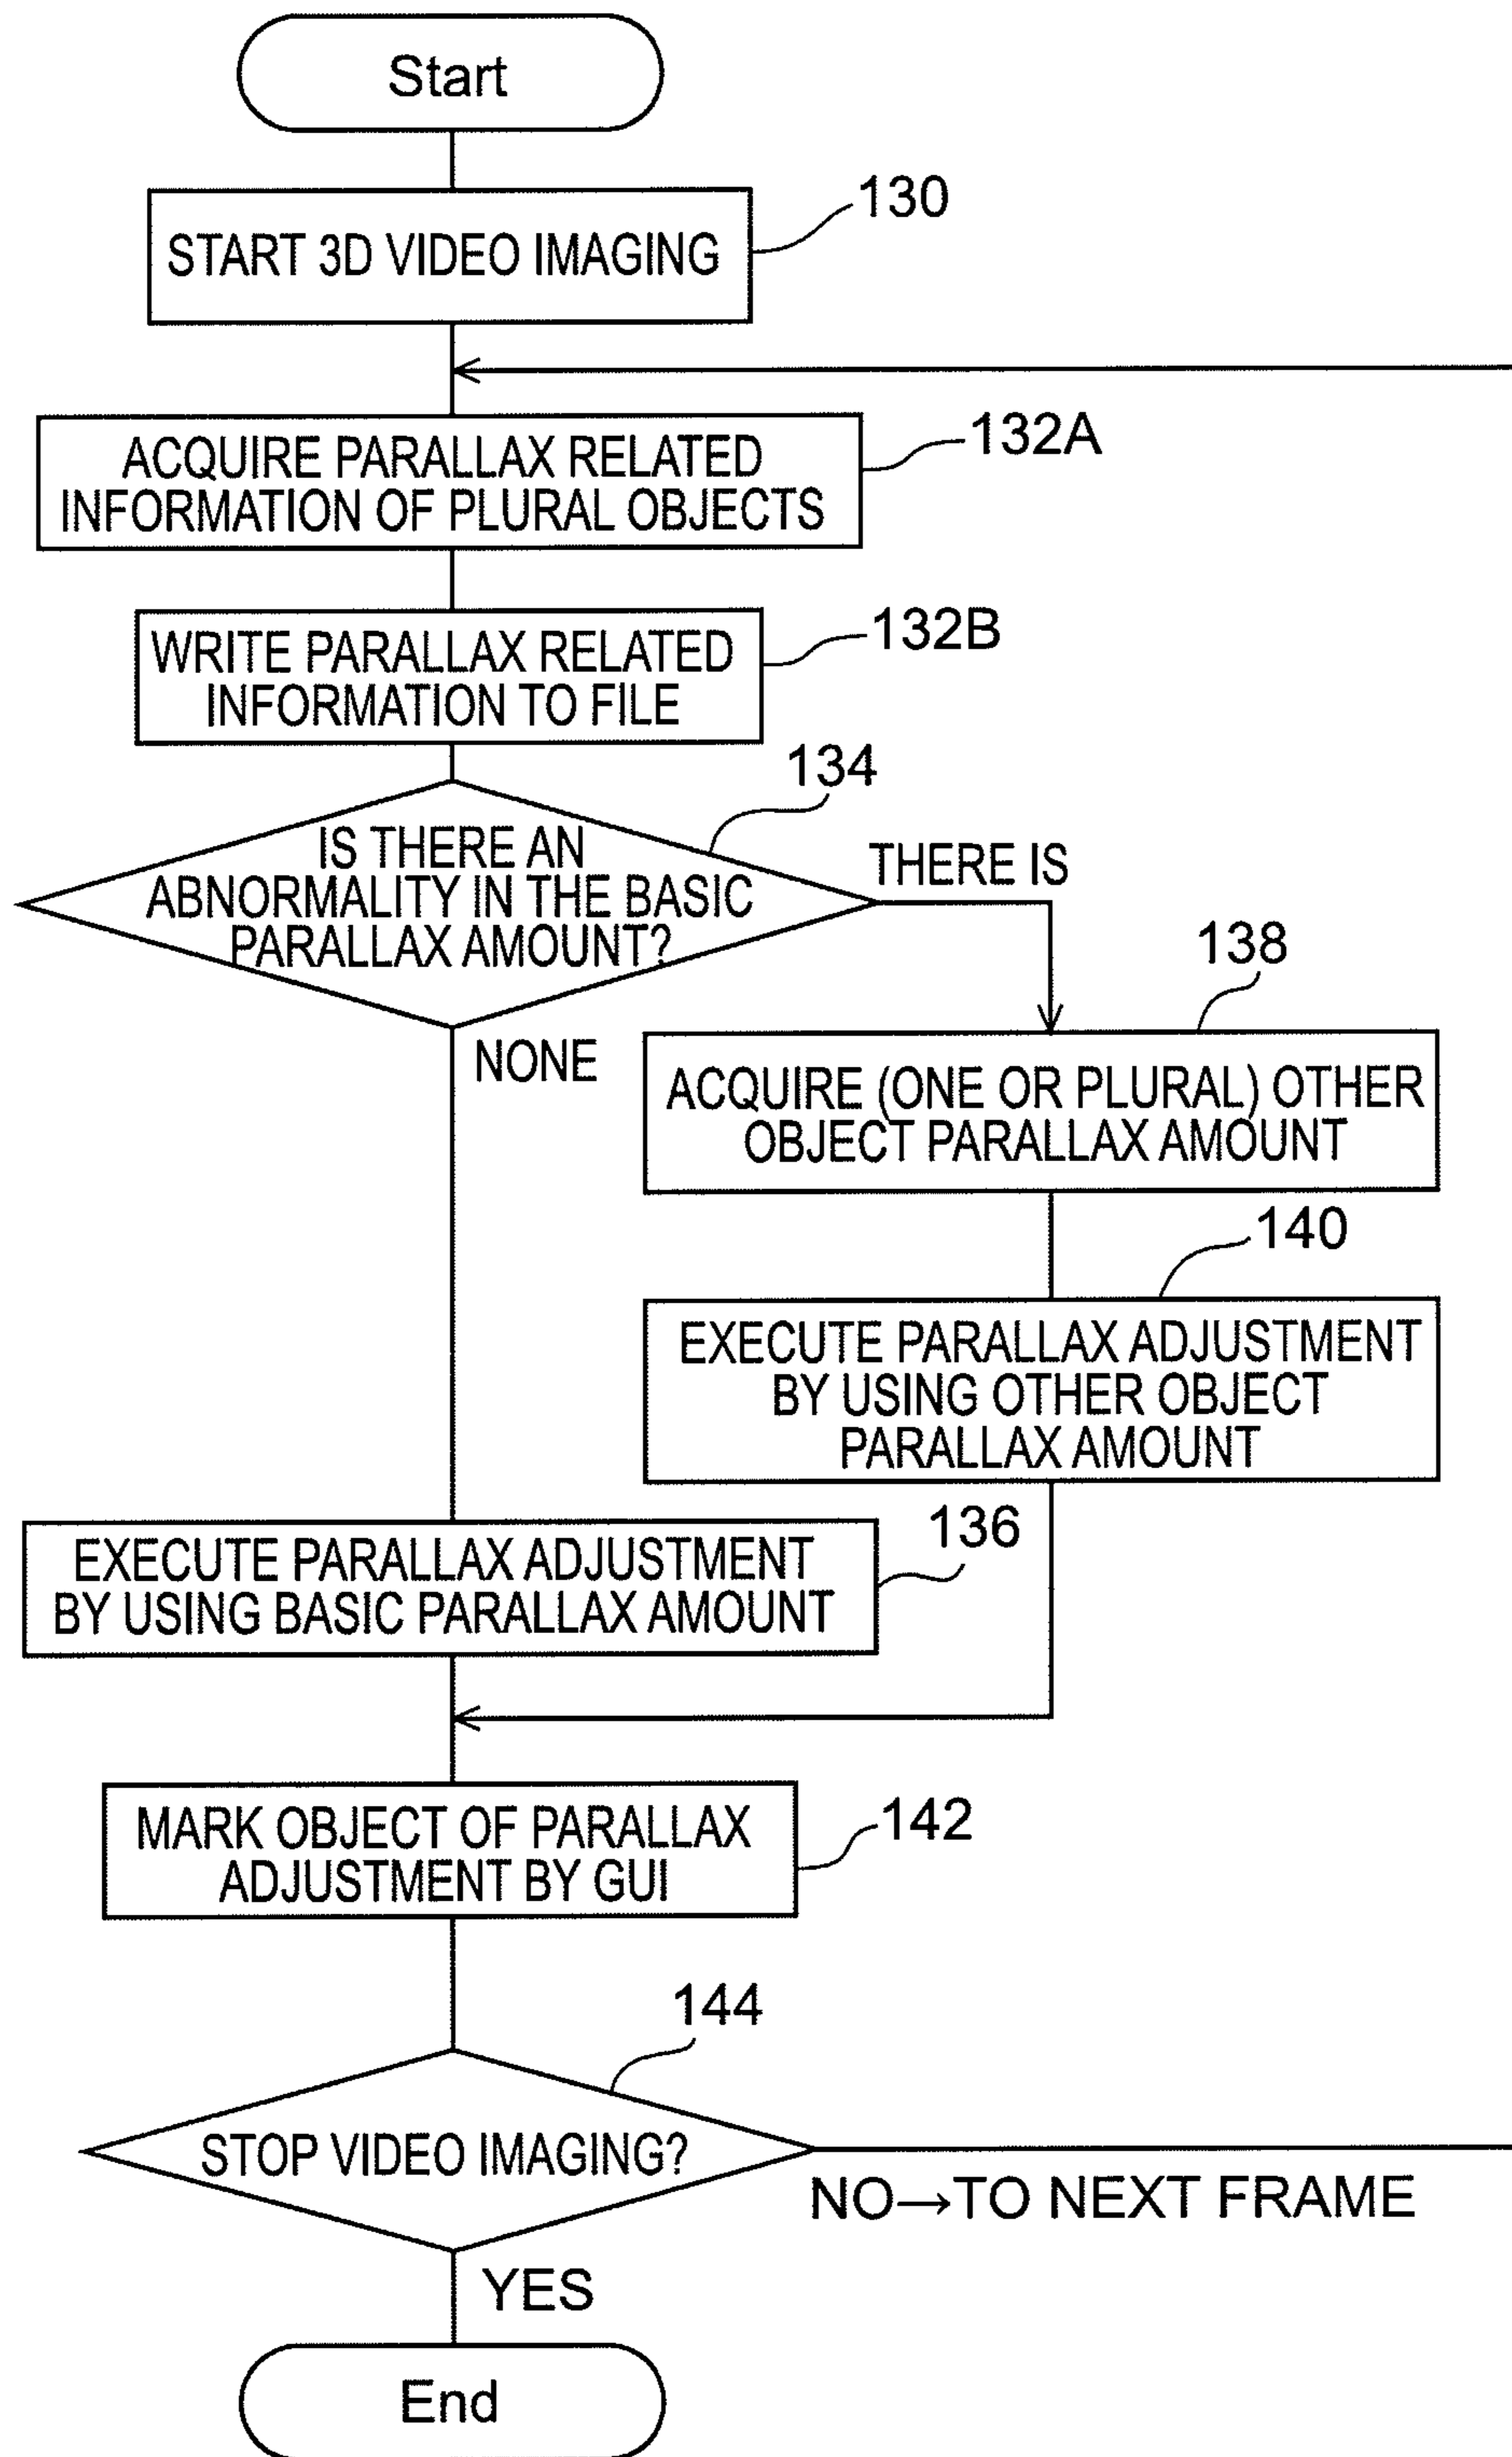 Start
130
START 3D VIDEO IMAGING
132A
ACQUIRE PARALLAX RELATED
INFORMATION OF PLURAL OBJECTS
132B
WRITE PARALLAX RELATED
INFORMATION TO FILE
134
IS THERE AN
ABNORMALITY IN THE BASIC
PARALLAX AMOUNT?
THERE IS
NONE
138
ACQUIRE (ONE OR PLURAL) OTHER
OBJECT PARALLAX AMOUNT
140
EXECUTE PARALLAX ADJUSTMENT
BY USING OTHER OBJECT
PARALLAX AMOUNT
136
EXECUTE PARALLAX ADJUSTMENT
BY USING BASIC PARALLAX AMOUNT
142
MARK OBJECT OF PARALLAX
ADJUSTMENT BY GUI
144
STOP VIDEO IMAGING?
NO→TO NEXT FRAME
YES
End